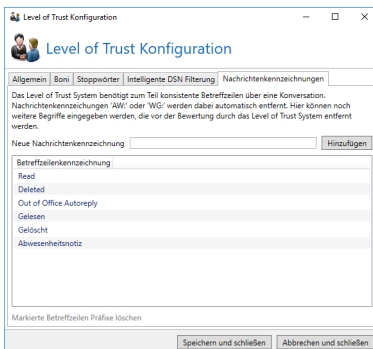 Level of Trust Konfiguration
Level of Trust Konfiguration
Allgemein Boni Stoppwörter Intelligente DSN Filterung Nachrichtenkennzeichnungen
Das Level of Trust System benötigt zum Teil konsistente Betreffzeilen über eine Konversation.
Nachrichtenkennzeichnungen 'AW:' oder 'WG:' werden dabei automatisch entfernt. Hier können noch
weitere Begriffe eingegeben werden, die vor der Bewertung durch das Level of Trust System entfernt
werden.
Neue Nachrichtenkennzeichnung Hinzufügen
Betreffzeilenkennzeichnung
Read
Deleted
Out of Office Autoreply
Gelesen
Gelöscht
Abwesenheitsnotiz
Markierte Betreffzeilen Präfixe löschen
Speichern und schließen Abbrechen und schließen